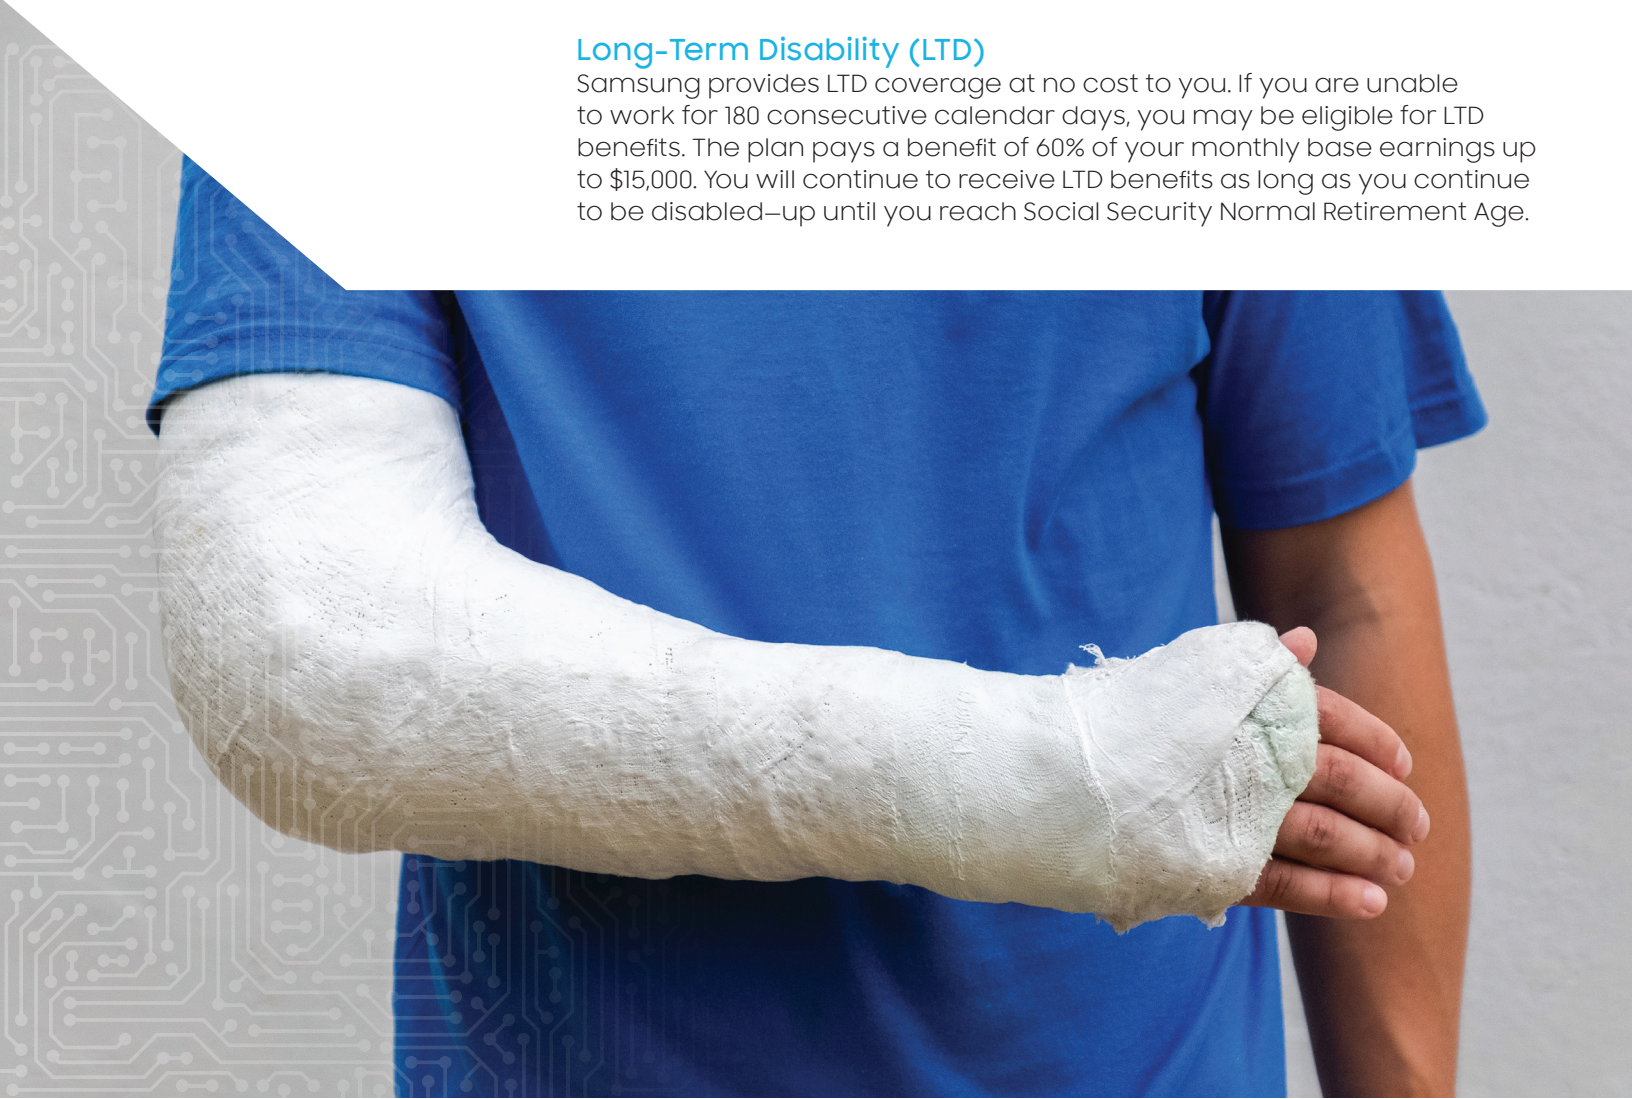 Long-Term Disability (LTD)
Samsung provides LTD coverage at no cost to you. If you are unable
to work for 180 consecutive calendar days, you may be eligible for LTD
benefits. The plan pays a benefit of 60% of your monthly base earnings up
to $15,000. You will continue to receive LTD benefits as long as you continue
to be disabled—up until you reach Social Security Normal Retirement Age.